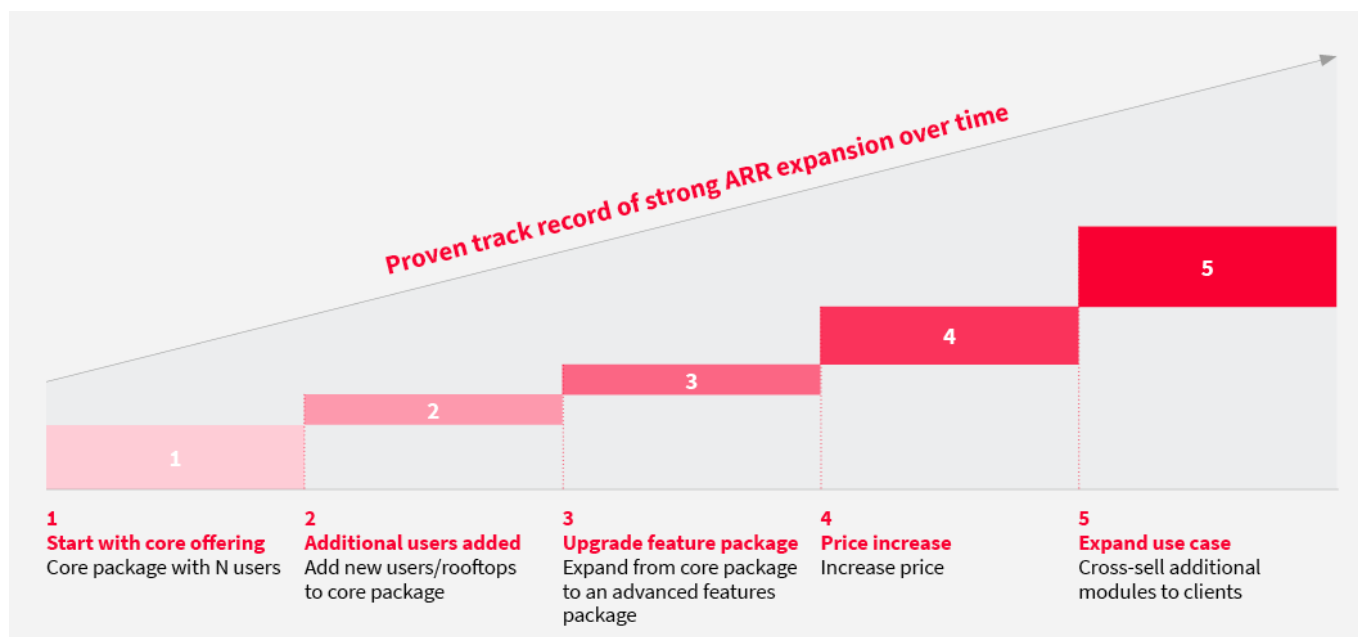 Proven track record of strong ARR expansion over time
5
4
3
2
1
1
Start with core offering
Core package with N users
2
Additional users added
Add new users/rooftops
to core package
3
Upgrade feature package
Expand from core package
to an advanced features
package
4
Price increase
Increase price
5
Expand use case
Cross-sell additional
modules to clients